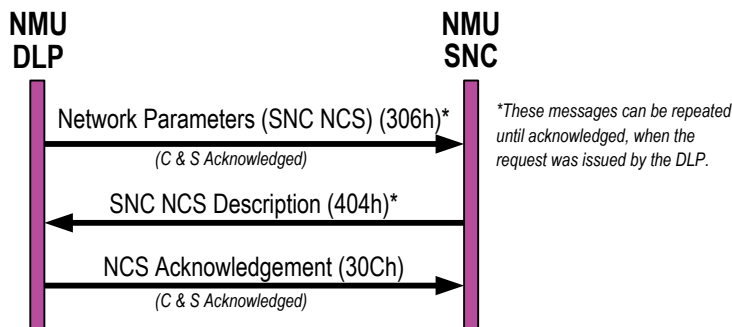 NMU
DLP
NMU
SNC
Network Parameters (SNC NCS) (306h)*
(C & S Acknowledged)
*These messages can be repeated
until acknowledged, when the
request was issued by the DLP.
SNC NCS Description (404h)*
NCS Acknowledgement (30Ch)
(C & S Acknowledged)